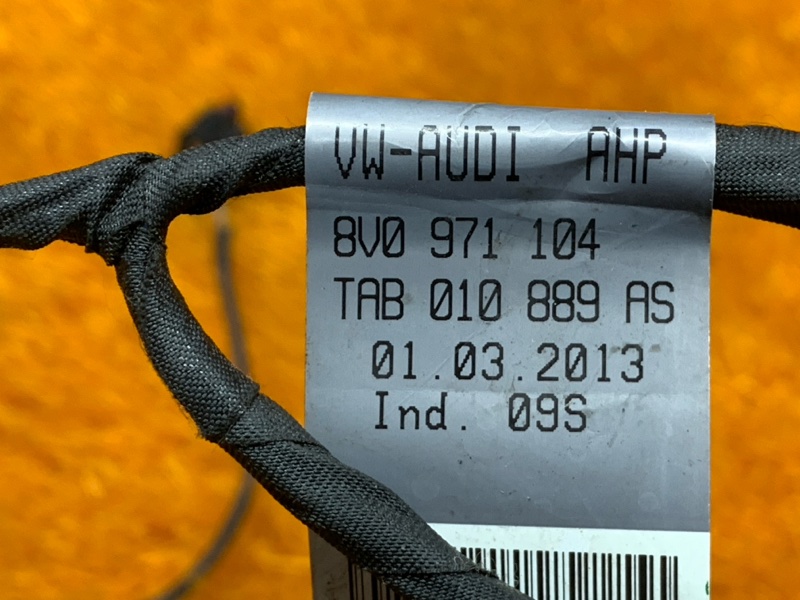 VW-AUDI AHP
8V0 971 104
TAB 010 889 AS
01.03.2013
Ind. 09S